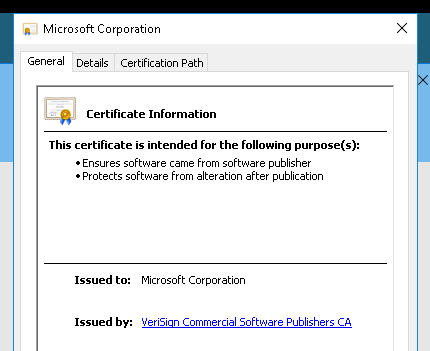 Microsoft Corporation
General Details Certification Path
Certificate Information
This certificate is intended for the following purpose(s):
• Ensures software came from software publisher
• Protects software from alteration after publication
Issued to: Microsoft Corporation
Issued by: VeriSign Commercial Software Publishers CA